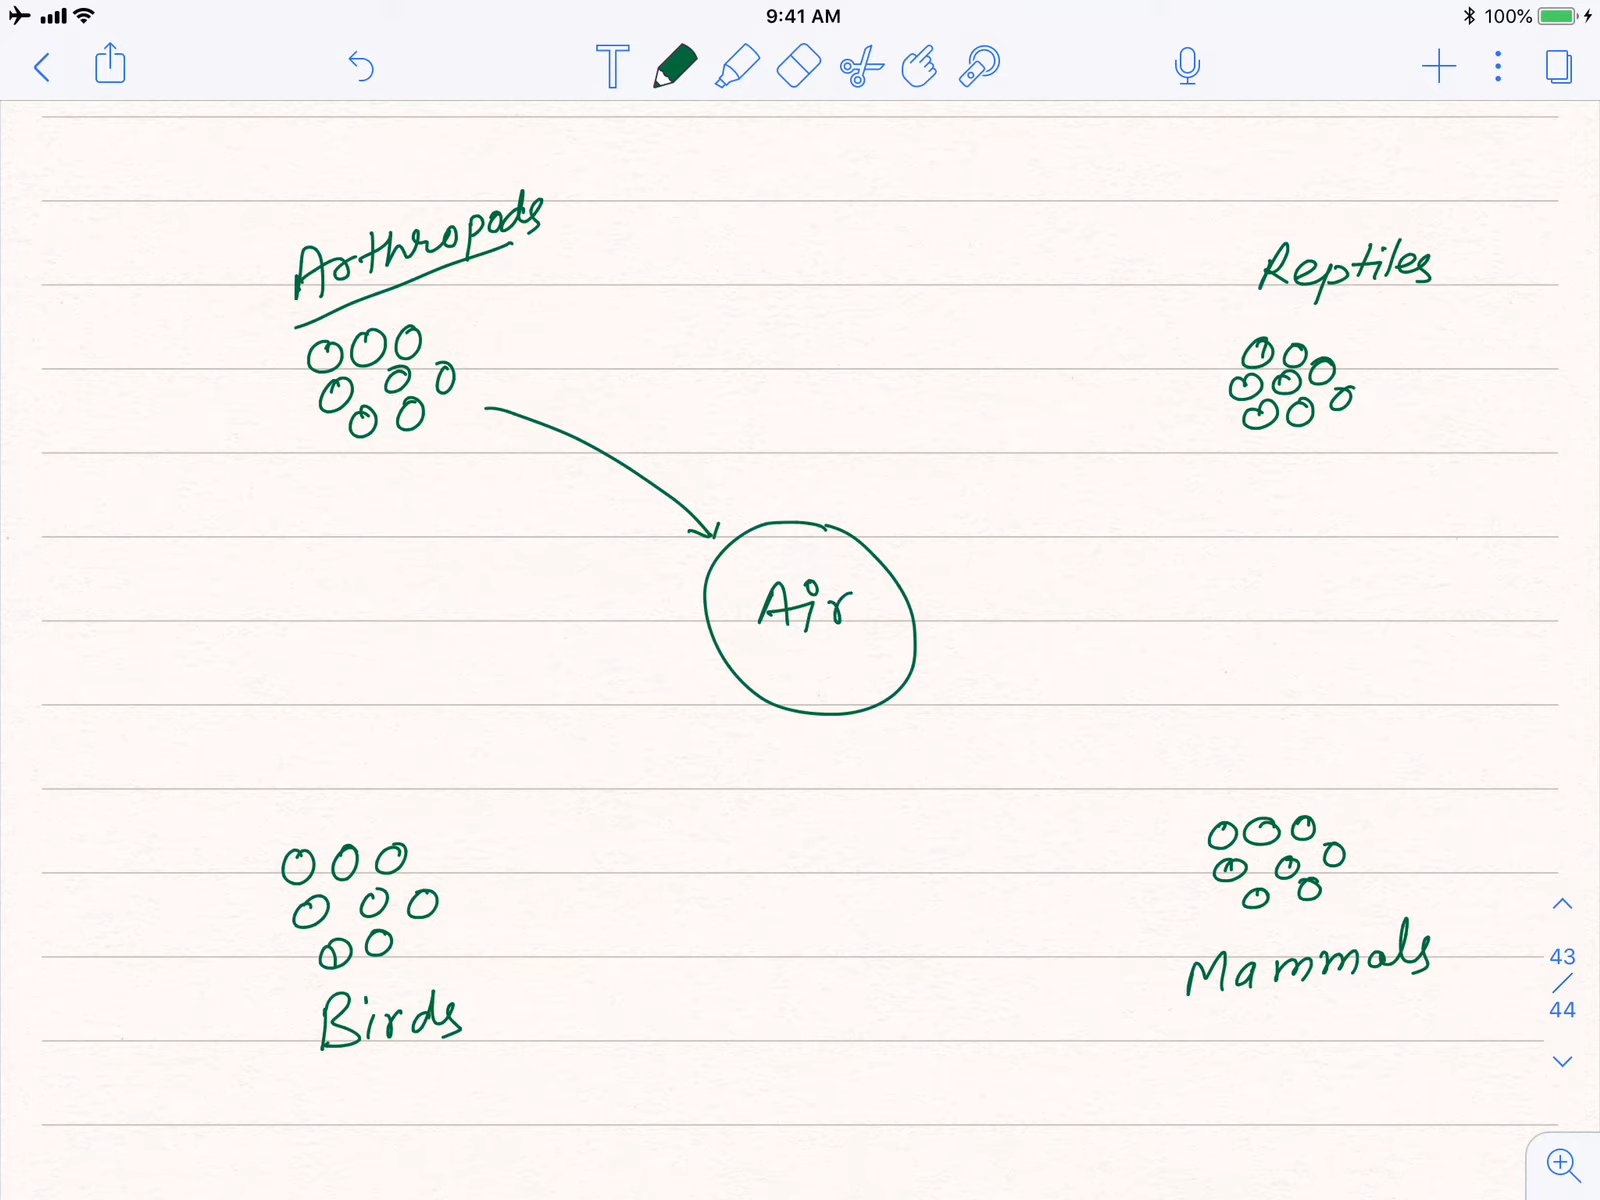 9:41 AM
100%
T
Arthropods
Reptiles
Air
Birds
Mammals
43
/
44